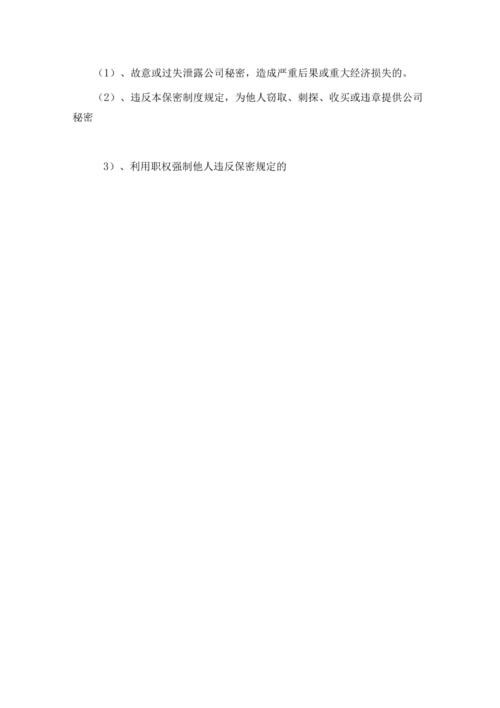 （1）、故意或过失泄露公司秘密，造成严重后果或重大经济损失的。
（2）、违反本保密制度规定，为他人窃取、刺探、收买或违章提供公司
秘密
3）、利用职权强制他人违反保密规定的